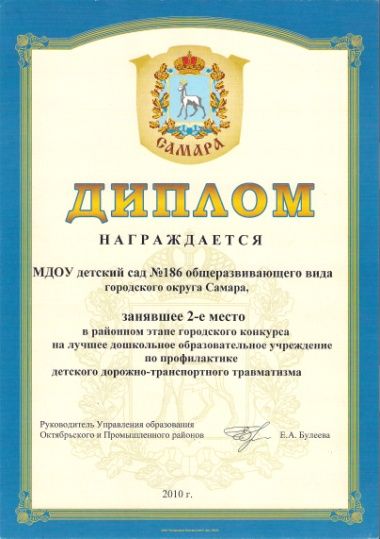 САМАРА
ДИПЛОМ
НАГРАЖДАЕТСЯ
МДОУ детский сад №186 общеразвивающего вида
городского округа Самара,
занявшее 2-е место
в районном этапе городского конкурса
на лучшее дошкольное образовательное учреждение
по профилактике
детского дорожно-транспортного травматизма
Руководитель Управления образования
Октябрьского и Промышленного районов
Е.А. Булеева
2010 г.